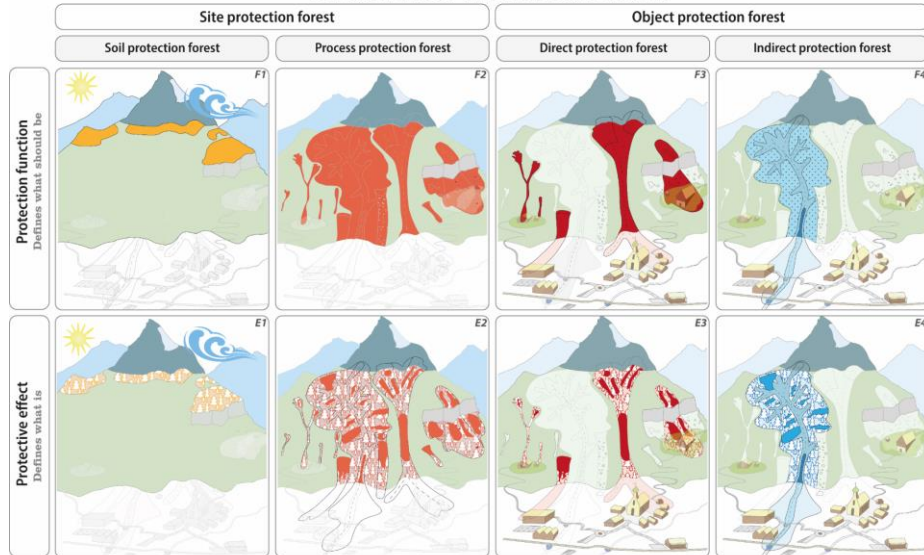 Site protection forest
Object protection forest
Soil protection forest
Process protection forest
Direct protection forest
Indirect protection forest
Protection function
Defines what should be
F1
F2
F3
F4
Protective effect
Defines what is
E1
E2
E3
E4